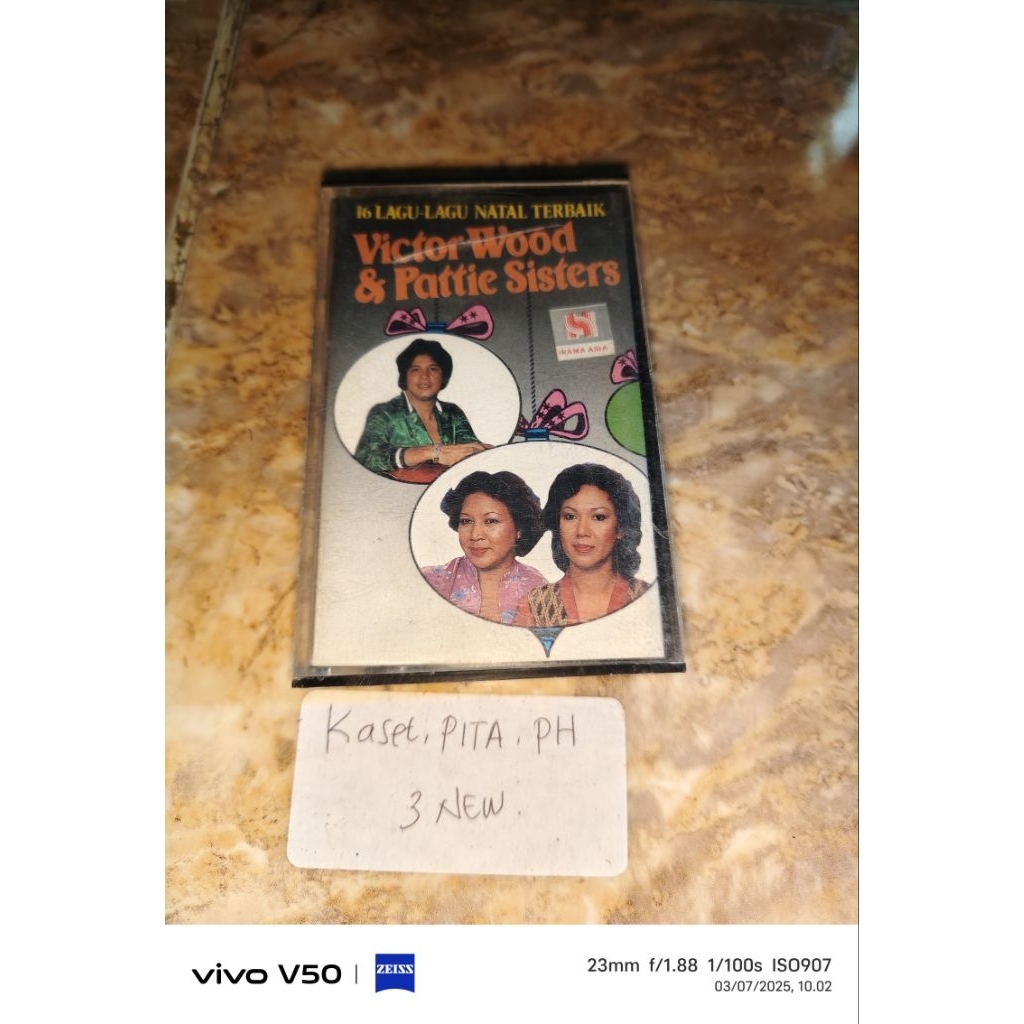 16 LAGU-LAGU NATAL TERBAIK
Victor Wood
& Pattie Sisters
IRAMA ASIA
Kaset, PITA, PH
3 NEW.
vivo V50 | ZEISS
23mm f/1.88 1/100s ISO907
03/07/2025, 10.02